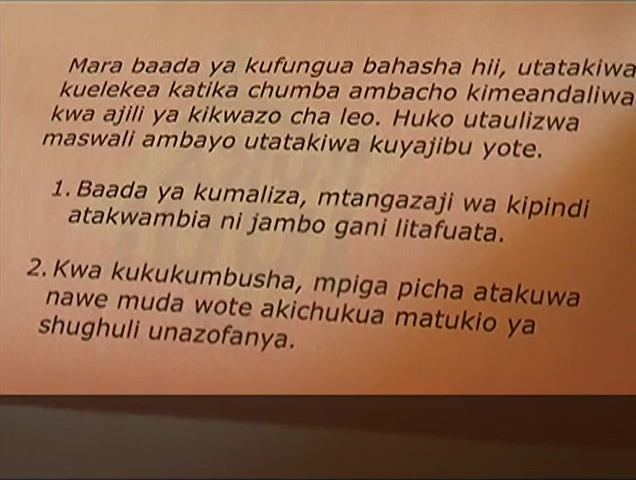 Mara baada ya kufungua bahasha hii, utatakiwa
kuelekea katika chumba ambacho kimeandaliwa
kwa ajili ya kikwazo cha leo. Huko utaulizwa
maswali ambayo utatakiwa kuyajibu yote.
1. Baada ya kumaliza, mtangazaji wa kipindi
atakwambia ni jambo gani litafuata.
2. Kwa kukukumbusha, mpiga picha atakuwa
nawe muda wote akichukua matukio ya
shughuli unazofanya.